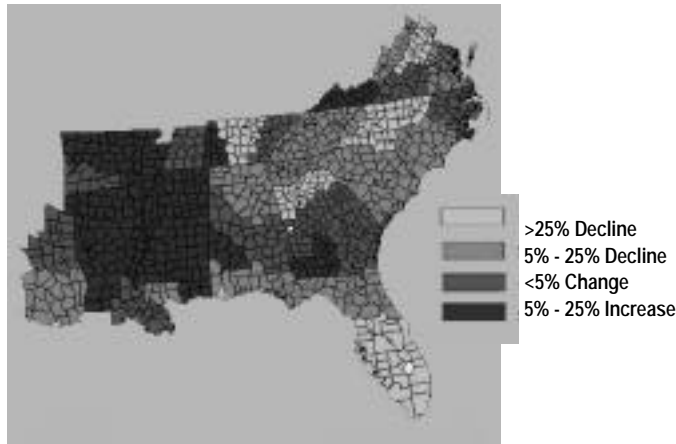 >25% Decline
5% - 25% Decline
<5% Change
5% - 25% Increase